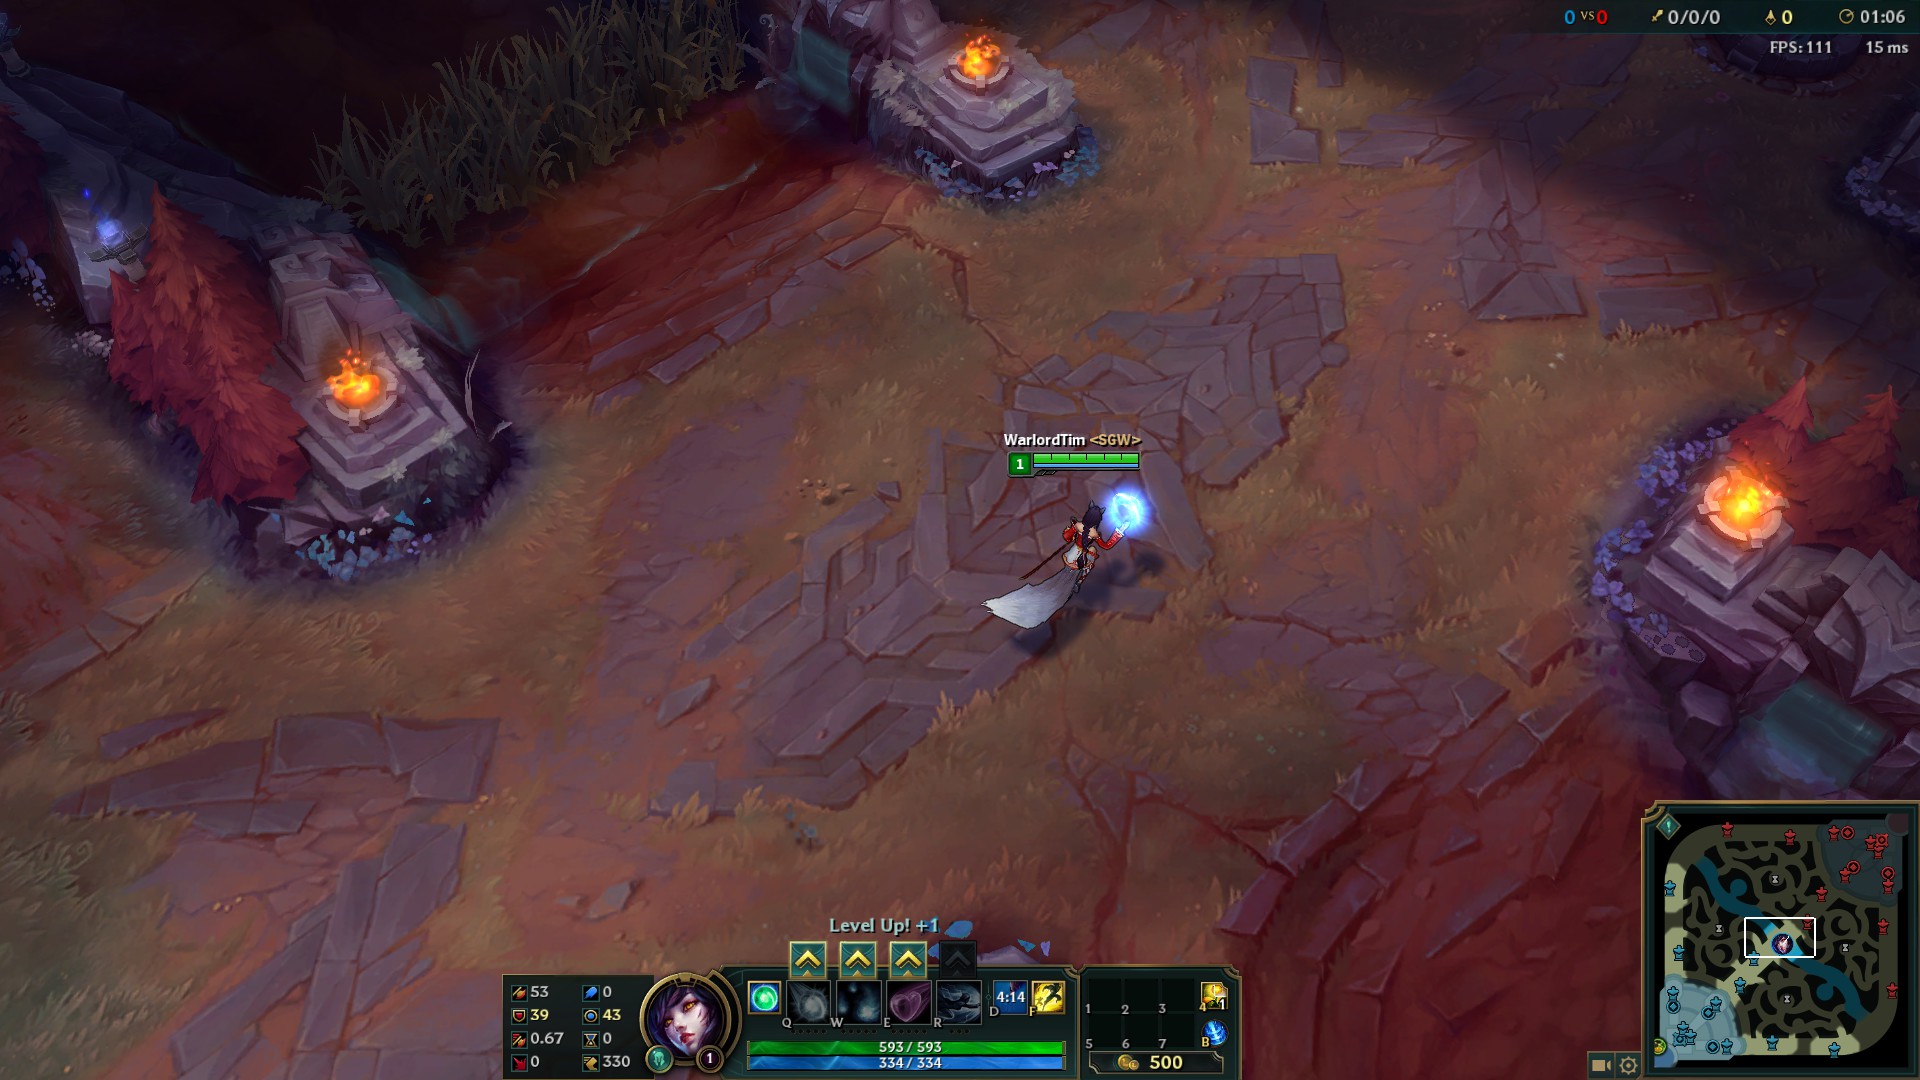 0 VS 0 0/0/0 0 01:06
FPS: 111 15 ms
WarlordTim <SGW>
1
Level Up! +1
53 0
39 43
0.67 0
0 330
1
Q W E R
4:14
D F
593 / 593
334 / 334
1 2 3 4 1
5 6 7 B
500